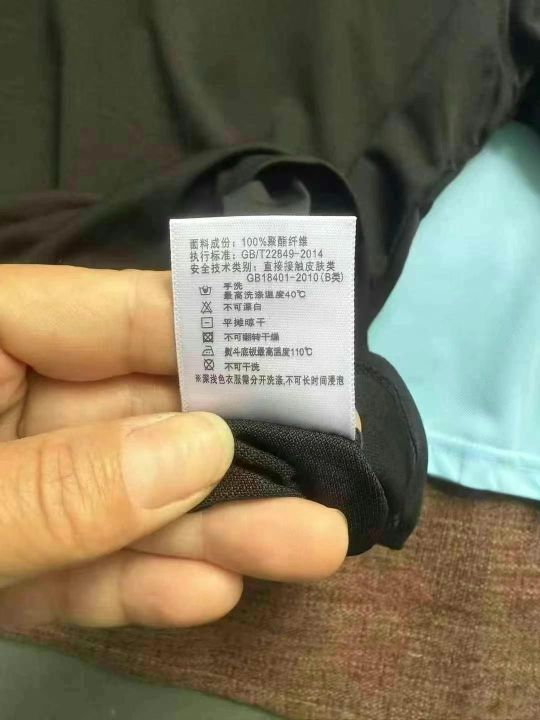 面料成份：100%聚酯纤维
执行标准：GB/T22849-2014
安全技术类别：直接接触皮肤类
GB18401-2010(B类)
手洗
最高洗涤温度40℃
不可漂白
平摊晾干
不可翻转干燥
熨斗底板最高温度110℃
不可干洗
※深浅色衣服需分开洗涤,不可长时间浸泡